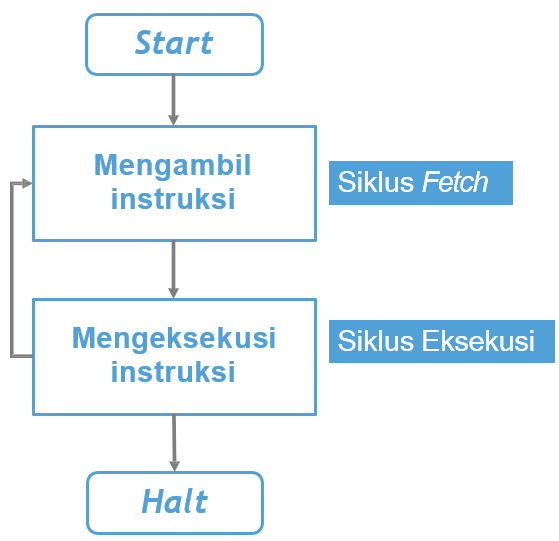 Start
Mengambil
instruksi
Siklus Fetch
Mengeksekusi
instruksi
Siklus Eksekusi
Halt